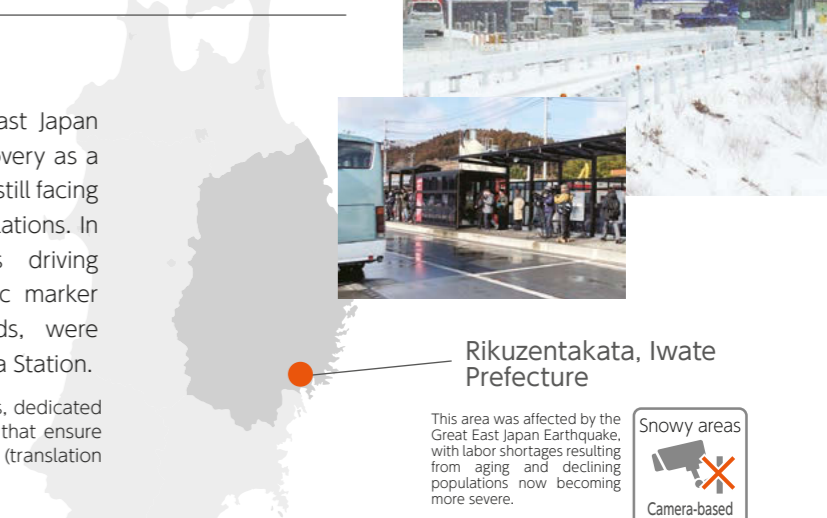 ast Japan
overy as a
still facing
ations. In
s driving
c marker
ds, were
a Station.
s, dedicated
that ensure
(translation
Rikuzentakata, Iwate
Prefecture
This area was affected by the
Great East Japan Earthquake,
with labor shortages resulting
from aging and declining
populations now becoming
more severe.
Snowy areas
Camera-based